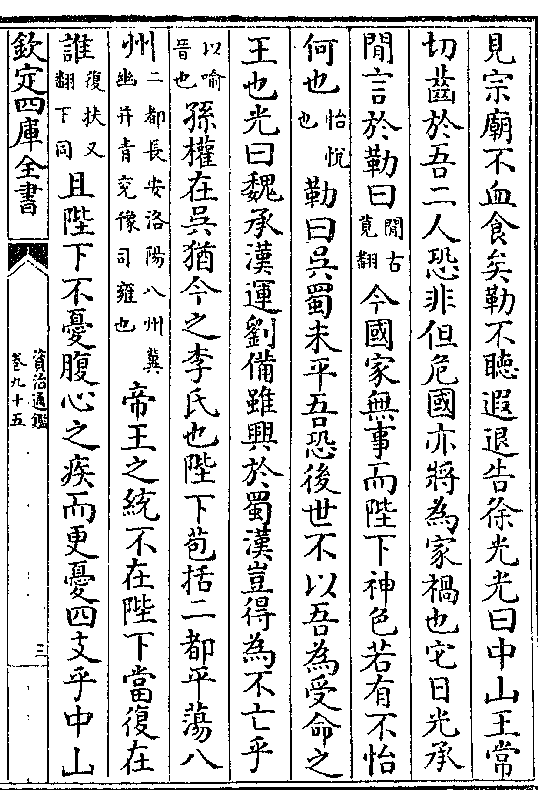 見宗廟不血食矣勒不聽遐退告徐光光曰中山王常
切齒於吾二人恐非但危國亦將為家禍也它日光承
閒言於勒曰閒古莧翻今國家無事而陛下神色若有不怡
何也怡悅也勒曰吳蜀未平吾恐後世不以吾為受命之
王也光曰魏承漢運劉備雖興於蜀漢豈得為不亡乎
以喻晉也孫權在吳猶今之李氏也陛下苞括二都平蕩八
州二都長安洛陽八州冀幽并青兗豫司雍也帝王之統不在陛下當復在
誰復扶又翻下同且陛下不憂腹心之疾而更憂四支乎中山
欽定四庫全書
資治通鑑
卷九十五
三